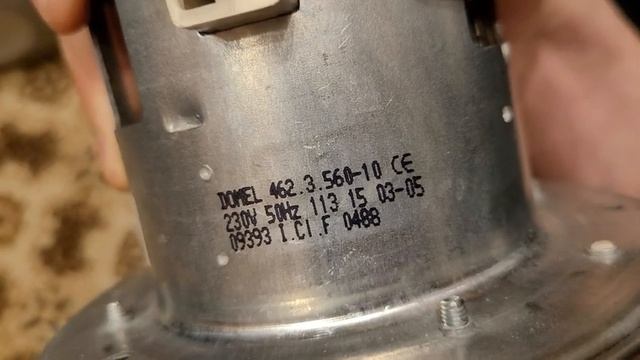 DOMEL 462.3.560-10 CE
230V 50Hz 113 15 03-05
09393 I.Cl F 0488